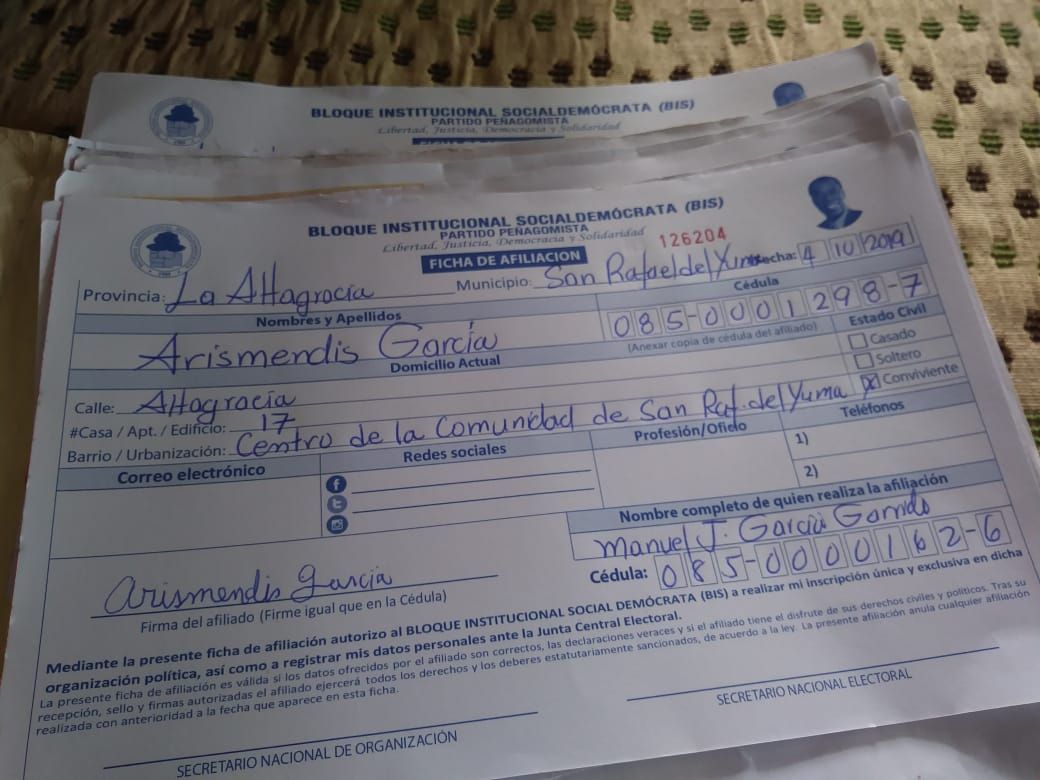 BLOQUE INSTITUCIONAL SOCIALDEMÓCRATA (BIS)
PARTIDO PEÑAGOMISTA
Libertad, Justicia, Democracia y Solidaridad
BLOQUE INSTITUCIONAL SOCIALDEMÓCRATA (BIS)
PARTIDO PEÑAGOMISTA
Libertad, Justicia, Democracia y Solidaridad
126204
FICHA DE AFILIACION
Provincia: La Altagracia Municipio: San Rafael del Yuma Fecha: 4 10 2019
Nombres y Apellidos Cédula
Arismendis García 085-0001298-7
(Anexar copia de cédula del afiliado)
Estado Civil
Casado
Soltero
Conviviente
Domicilio Actual
Calle: Altagracia
#Casa / Apt. / Edificio: 17
Barrio / Urbanización: Centro de la Comunidad de San Raf. del Yuma
Correo electrónico Redes sociales Profesión/Oficio Teléfonos
1)
2)
Nombre completo de quien realiza la afiliación
Manuel J. García Garrido
Cédula: 085-0000162-6
Arismendis García
Firma del afiliado (Firme igual que en la Cédula)
Mediante la presente ficha de afiliación autorizo al BLOQUE INSTITUCIONAL SOCIAL DEMÓCRATA (BIS) a realizar mi inscripción única y exclusiva en dicha
organización política, así como a registrar mis datos personales ante la Junta Central Electoral.
La presente ficha de afiliación es válida si los datos ofrecidos por el afiliado son correctos, las declaraciones veraces y si el afiliado tiene el disfrute de sus derechos civiles y políticos. Tras su
recepción, sello y firmas autorizadas el afiliado ejercerá todos los derechos y los deberes estatutariamente sancionados, de acuerdo a la ley. La presente afiliación anula cualquier afiliación
realizada con anterioridad a la fecha que aparece en esta ficha.
SECRETARIO NACIONAL DE ORGANIZACIÓN
SECRETARIO NACIONAL ELECTORAL